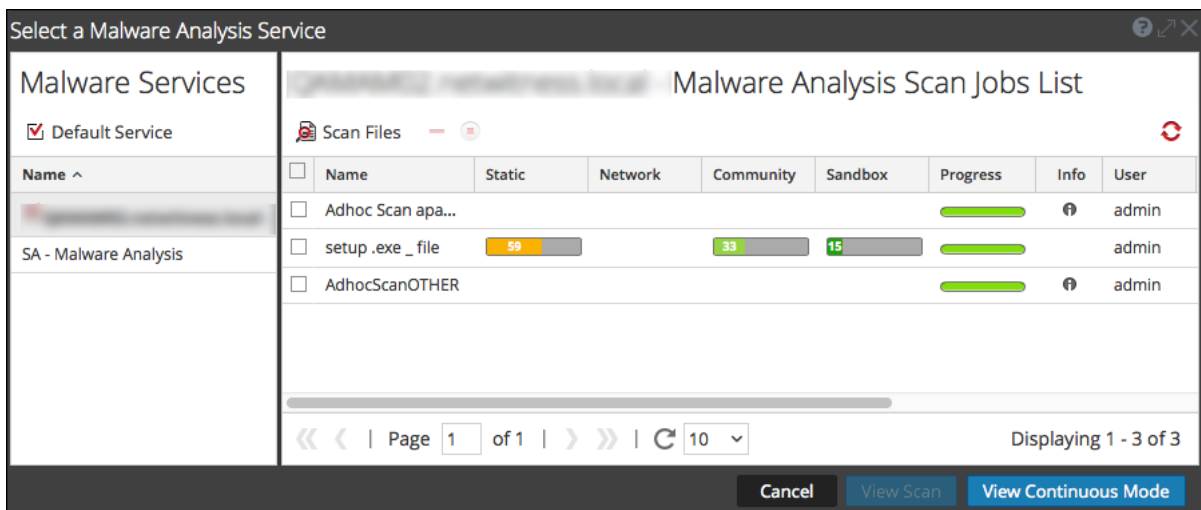 Select a Malware Analysis Service
Malware Services
Default Service
Name
SA - Malware Analysis
Malware Analysis Scan Jobs List
Scan Files
Name Static Network Community Sandbox Progress Info User
Adhoc Scan apa... admin
setup .exe _ file 59 33 15 admin
AdhocScanOTHER admin
Page 1 of 1 10 Displaying 1 - 3 of 3
Cancel View Scan View Continuous Mode